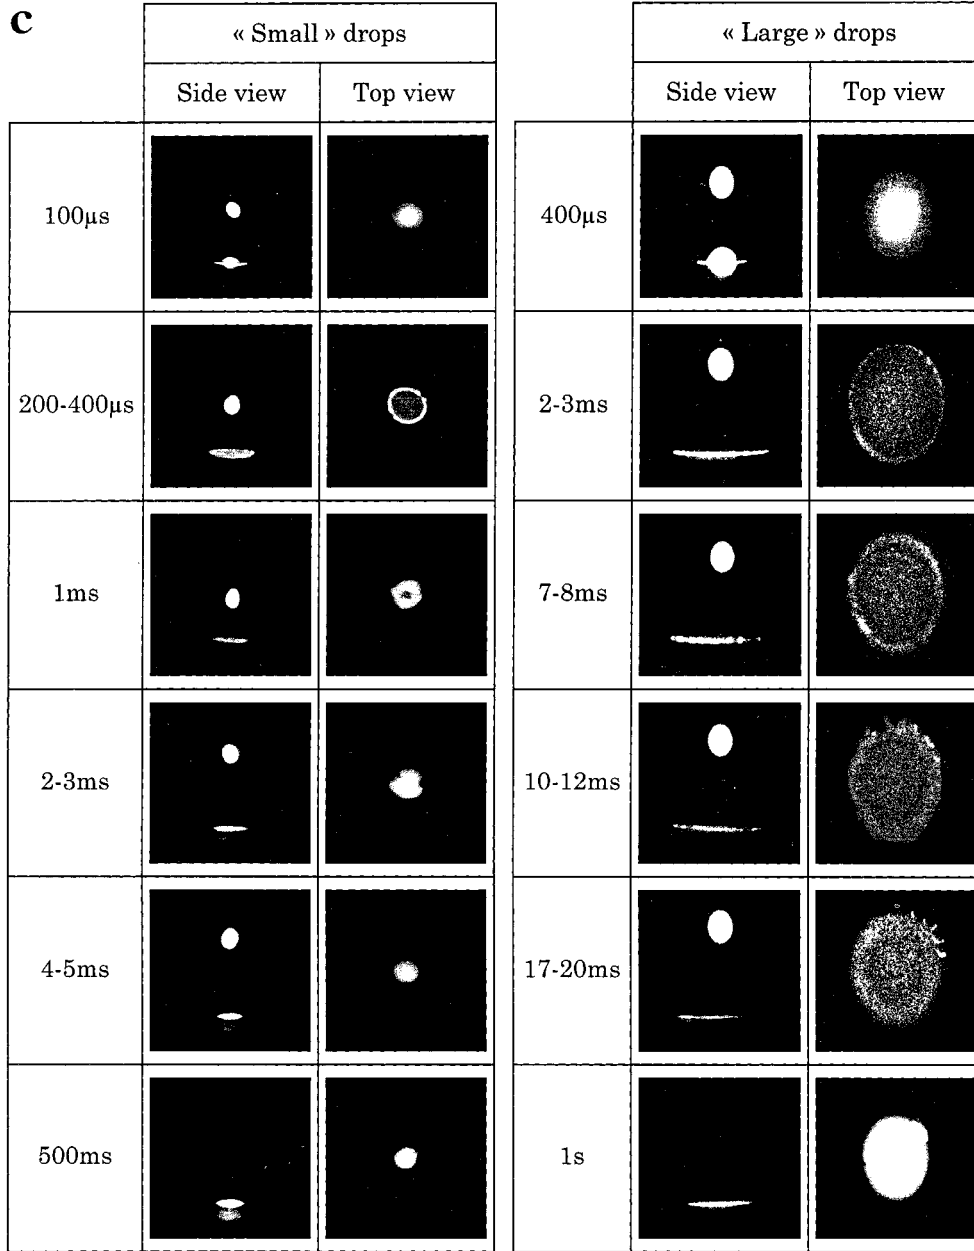 c
« Small » drops
« Large » drops
Side view
Top view
Side view
Top view
100μs
400μs
200-400μs
2-3ms
1ms
7-8ms
2-3ms
10-12ms
4-5ms
17-20ms
500ms
1s